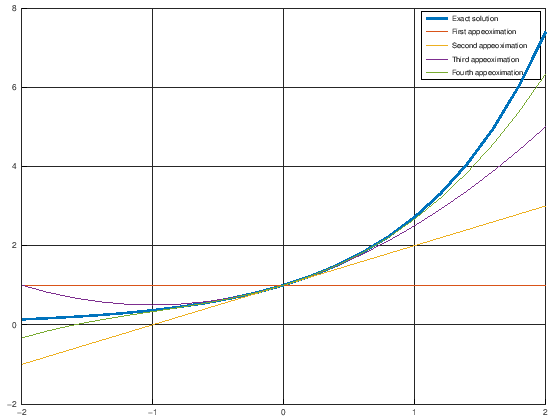 8
6
4
2
0
−2
−2
−1
0
1
2
Exact solution
First appeoximation
Second appeoximation
Third appeoximation
Fourth appeoximation